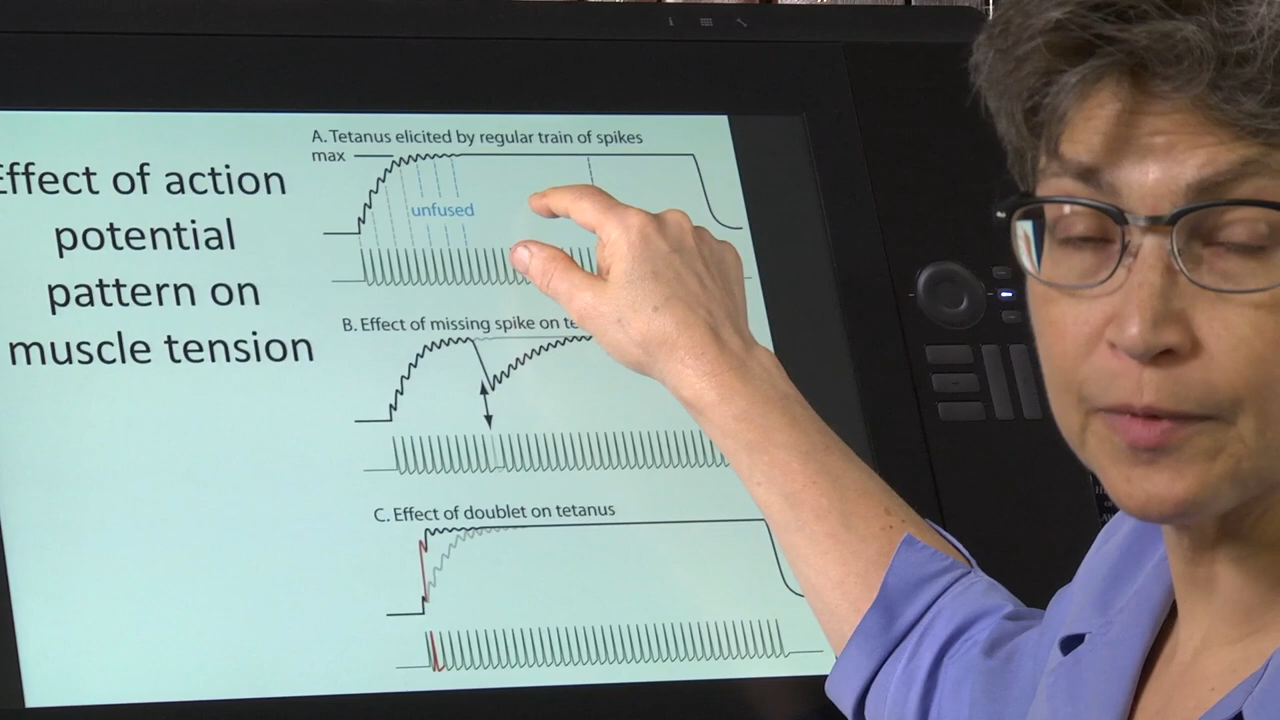 Effect of action
potential
pattern on
muscle tension
A. Tetanus elicited by regular train of spikes
max
unfused
B. Effect of missing spike on te
C. Effect of doublet on tetanus